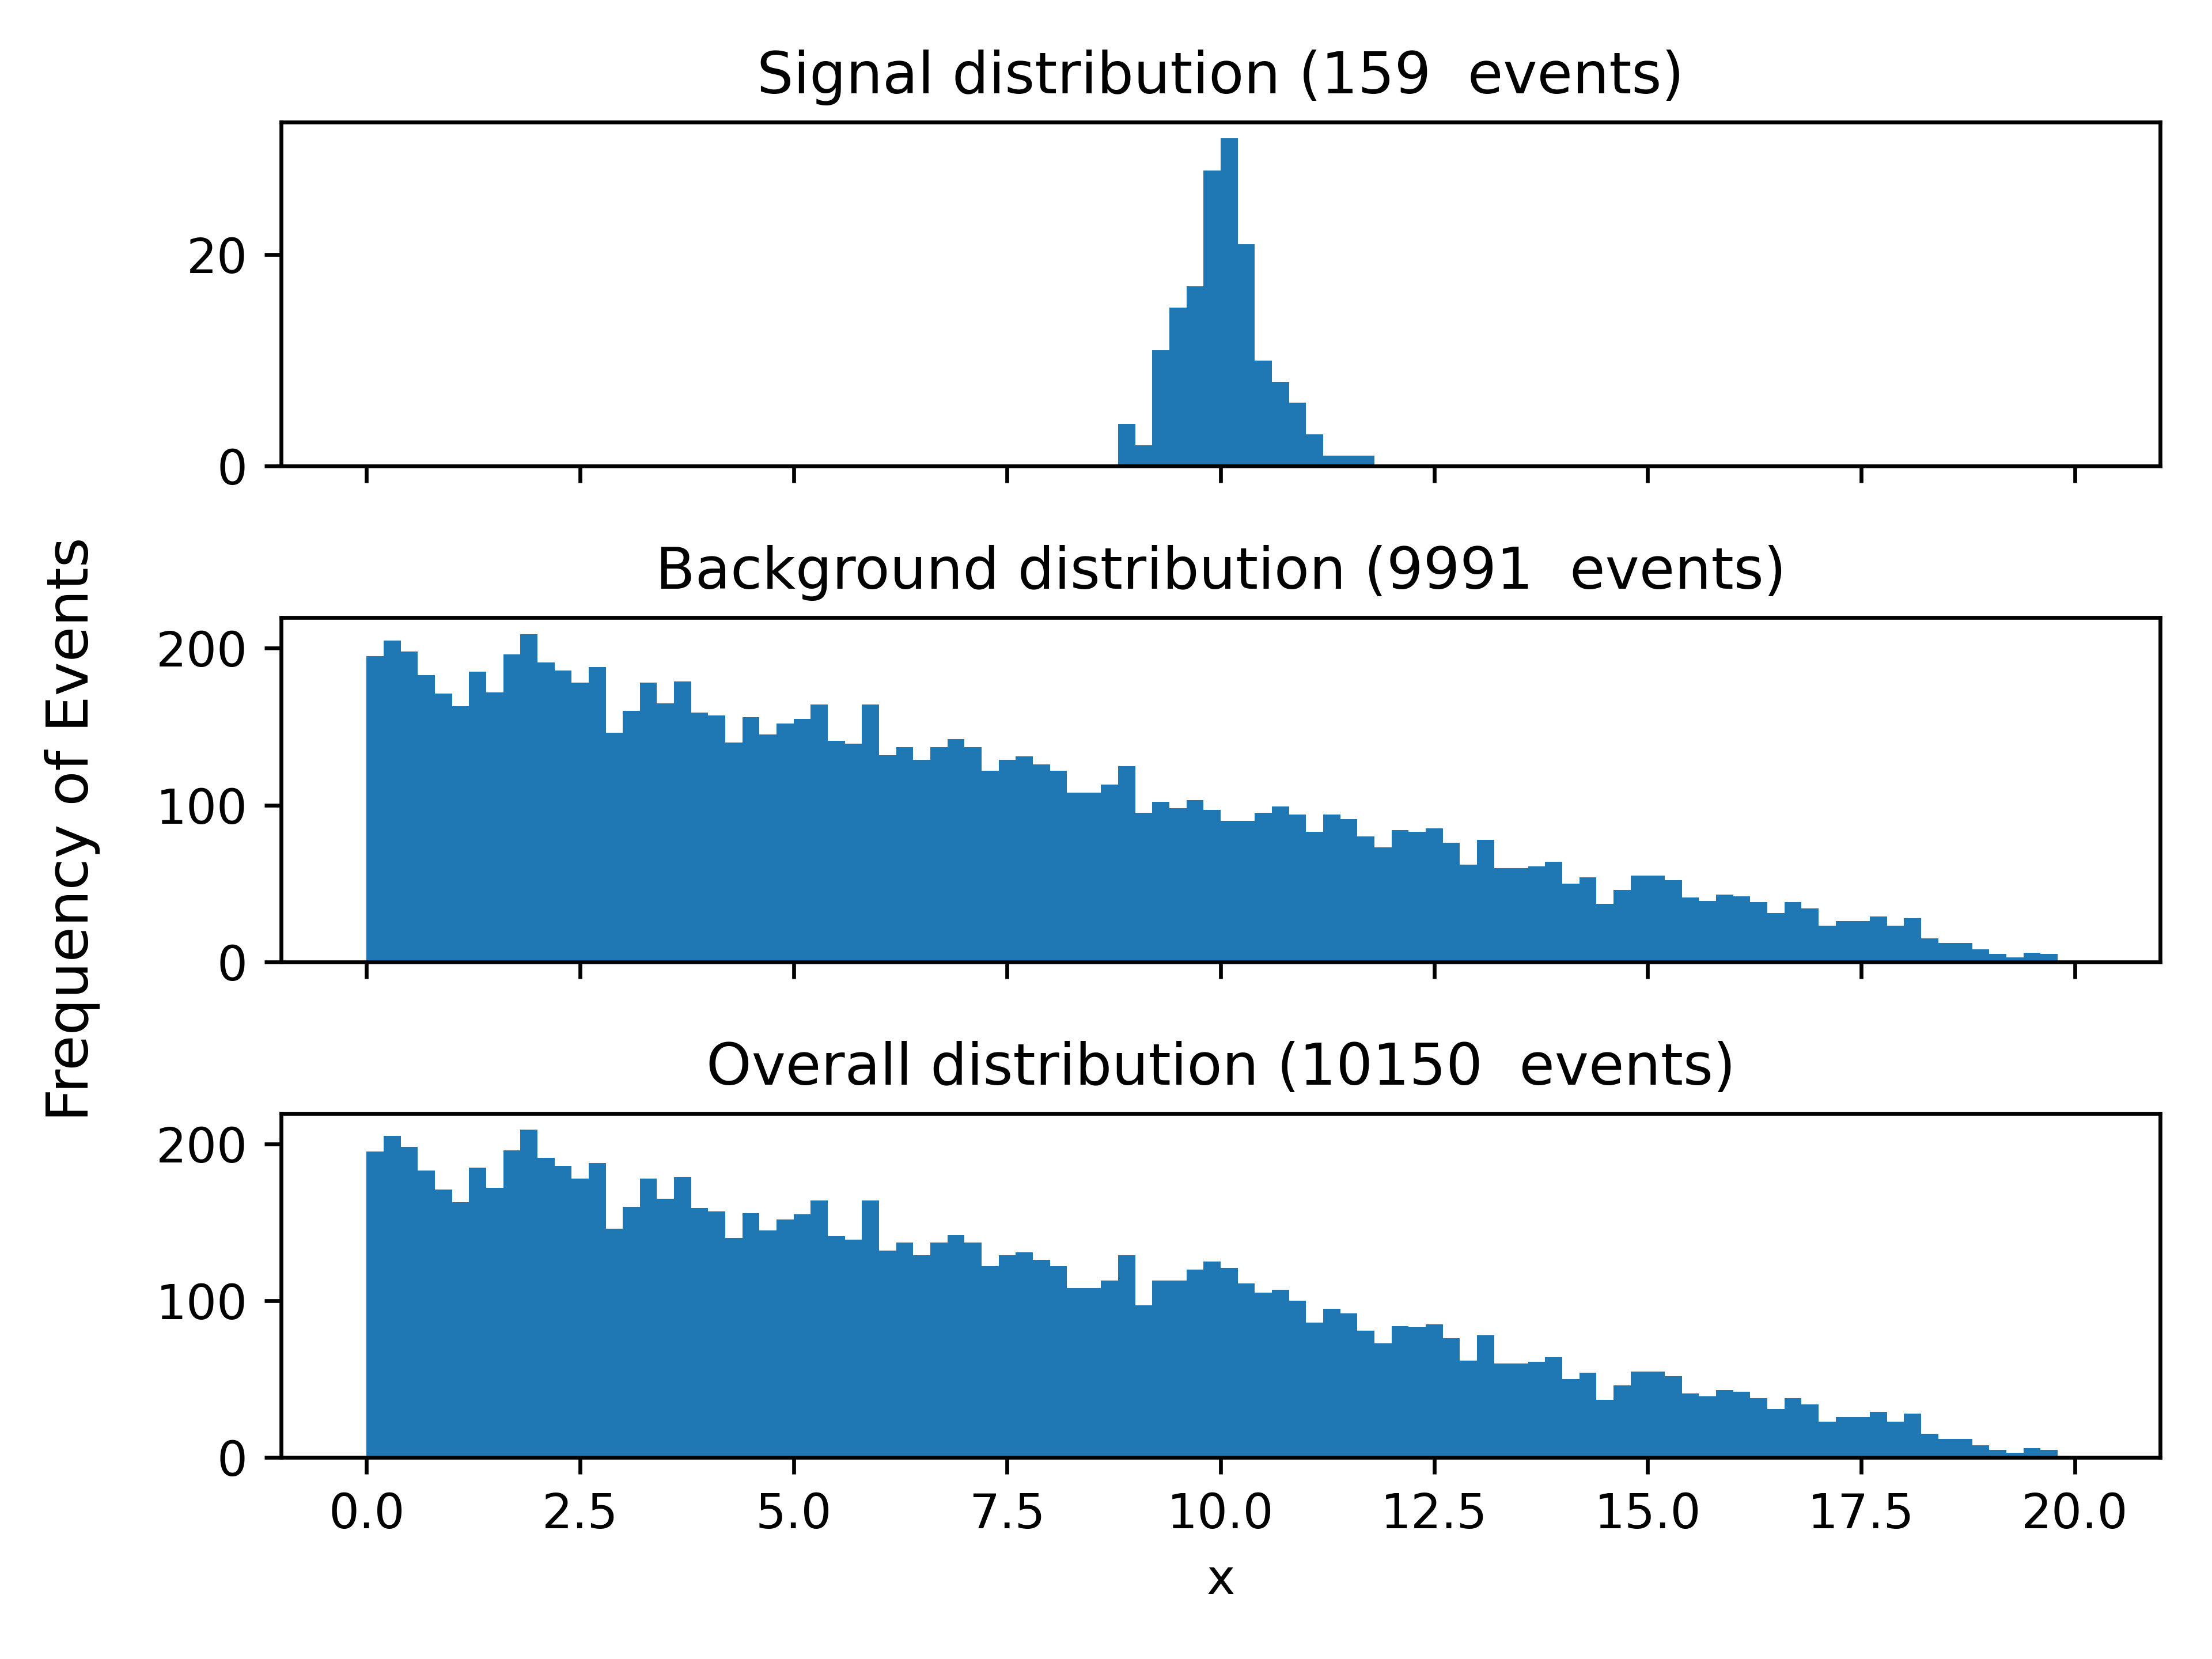 Signal distribution (159  events)
20
0
Background distribution (9991  events)
200
100
0
Frequency of Events
Overall distribution (10150  events)
200
100
0
0.0 2.5 5.0 7.5 10.0 12.5 15.0 17.5 20.0
x